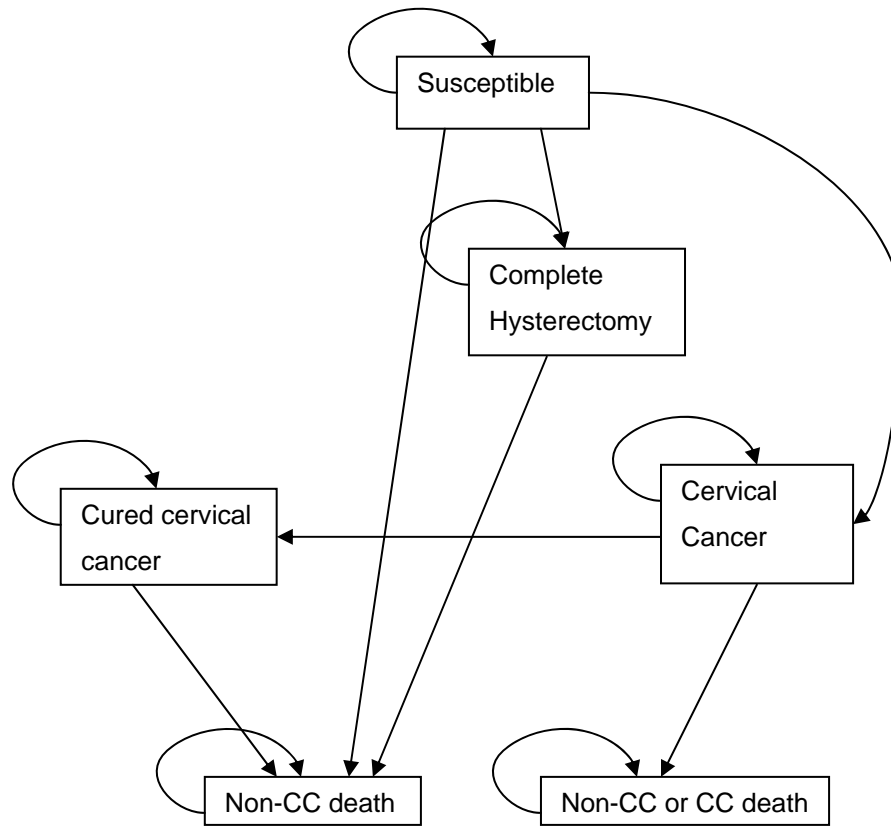 Susceptible
Complete
Hysterectomy
Cured cervical
cancer
Cervical
Cancer
Non-CC death
Non-CC or CC death